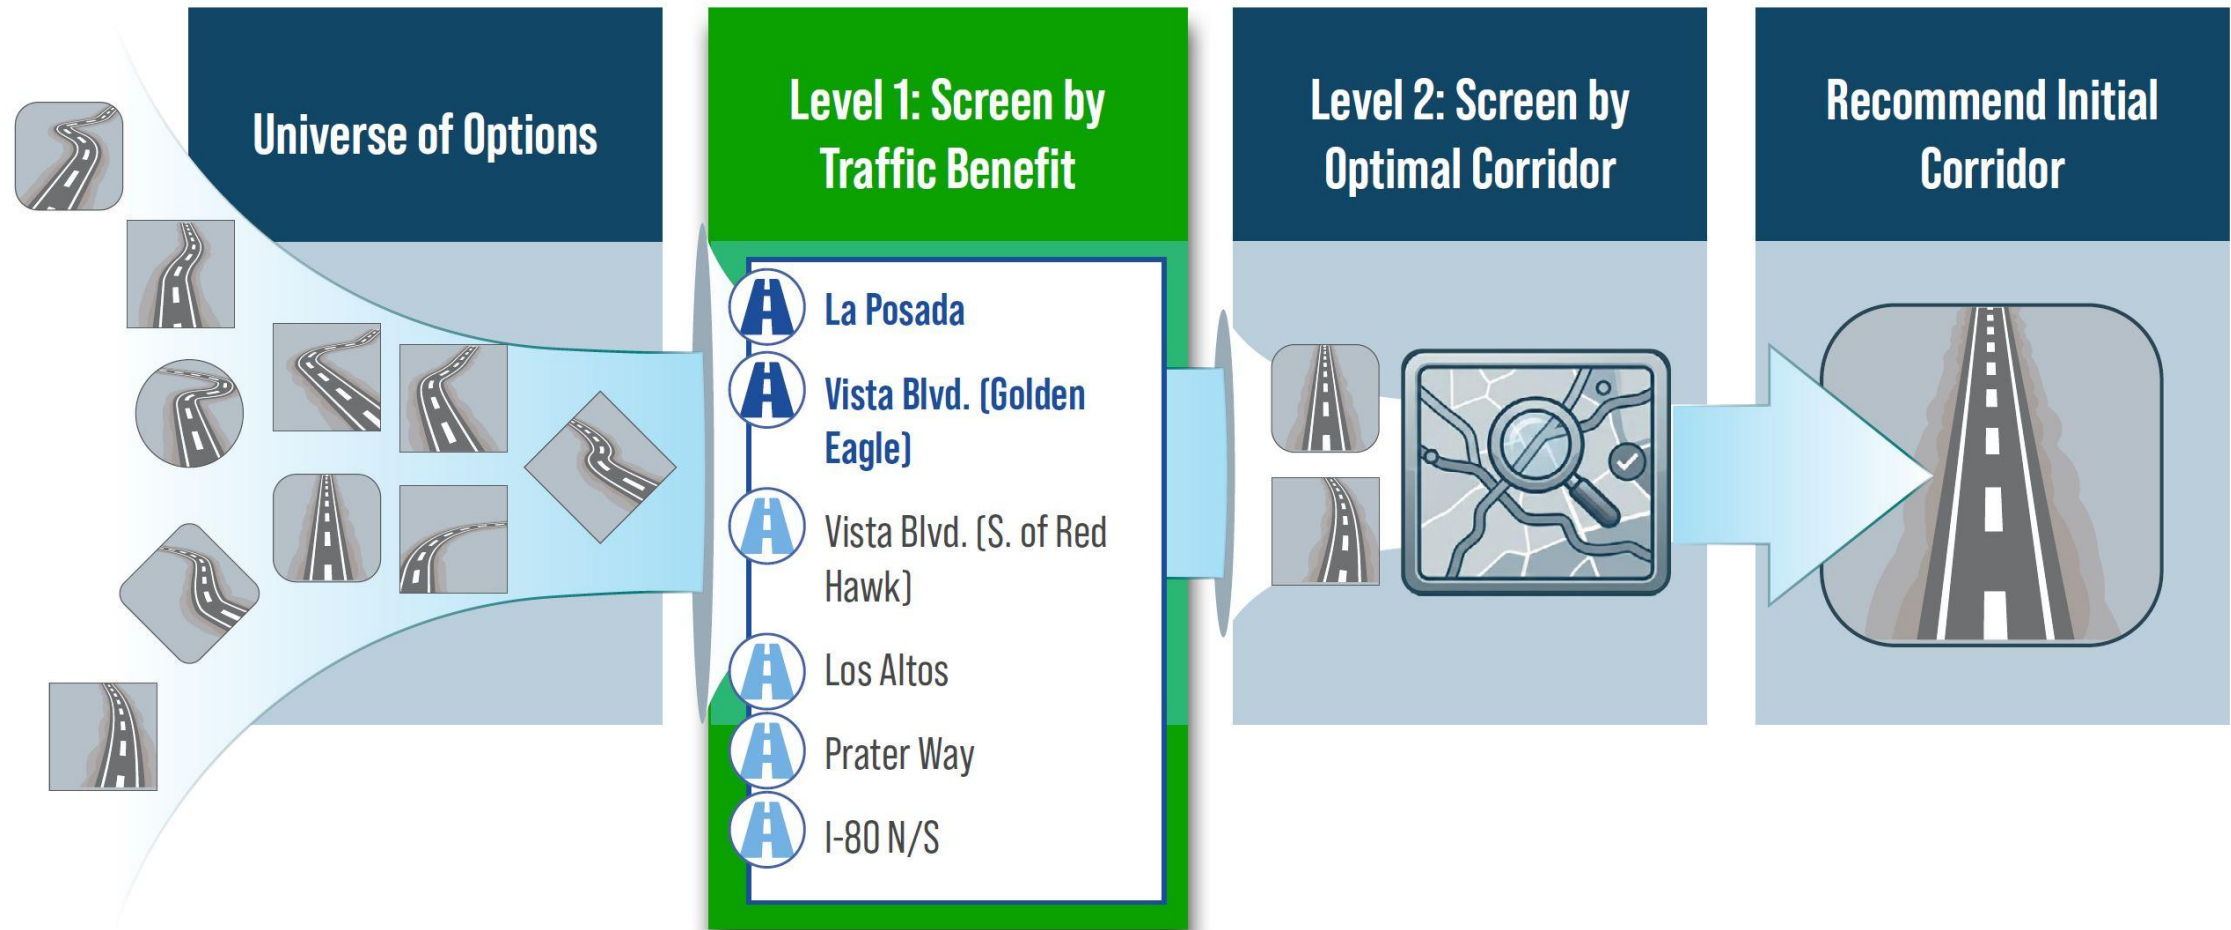 Universe of Options
Level 1: Screen by
Traffic Benefit
La Posada
Vista Blvd. (Golden
Eagle)
Vista Blvd. (S. of Red
Hawk)
Los Altos
Prater Way
I-80 N/S
Level 2: Screen by
Optimal Corridor
Recommend Initial
Corridor